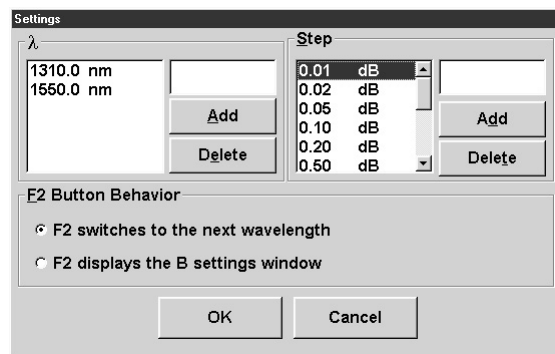 Settings
λ
1310.0 nm
1550.0 nm
Add
Delete
Step
0.01 dB
0.02 dB
0.05 dB
0.10 dB
0.20 dB
0.50 dB
Add
Delete
F2 Button Behavior
F2 switches to the next wavelength
F2 displays the B settings window
OK
Cancel